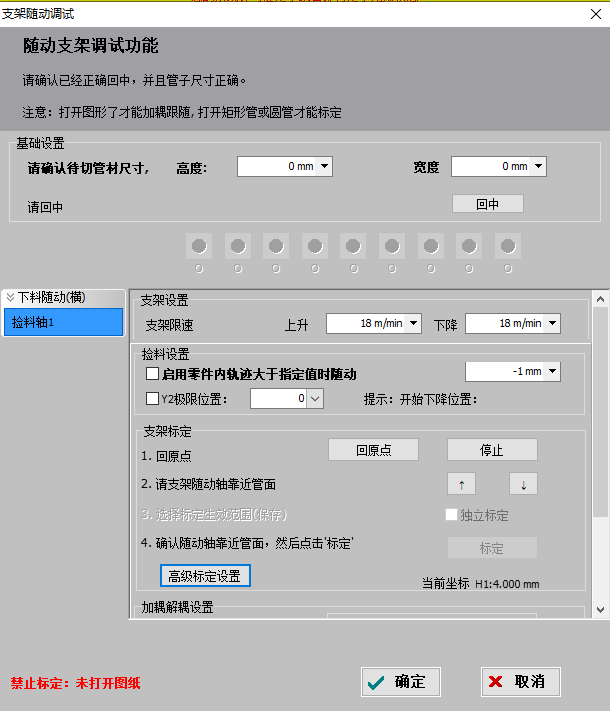 支架随动调试
随动支架调试功能
请确认已经正确回中，并且管子尺寸正确。
注意：打开图形了才能加耦跟随, 打开矩形管或圆管才能标定
基础设置
请确认待切管材尺寸, 高度: 0 mm 宽度 0 mm
请回中 回中
0 0 0 0 0 0 0 0 0
下料随动(横)
捡料轴1
支架设置
支架限速 上升 18 m/min 下降 18 m/min
捡料设置
启用零件内轨迹大于指定值时随动 -1 mm
Y2极限位置: 0 提示: 开始下降位置:
支架标定
1. 回原点 回原点 停止
2. 请支架随动轴靠近管面 ↑ ↓
3. 选择标定生效范围(保存) 独立标定
4. 确认随动轴靠近管面，然后点击'标定' 标定
高级标定设置 当前坐标 H1:4.000 mm
加耦解耦设置
禁止标定: 未打开图纸 确定 取消